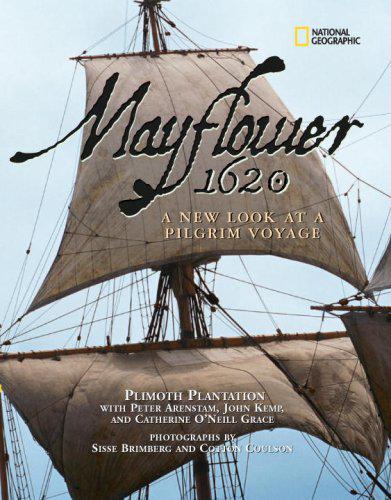 NATIONAL
GEOGRAPHIC
Mayflower
1620
A NEW LOOK AT A
PILGRIM VOYAGE
PLIMOTH PLANTATION
WITH PETER ARENSTAM, JOHN KEMP,
AND CATHERINE O'NEILL GRACE
PHOTOGRAPHS BY
SISSE BRIMBERG AND COTTON COULSON